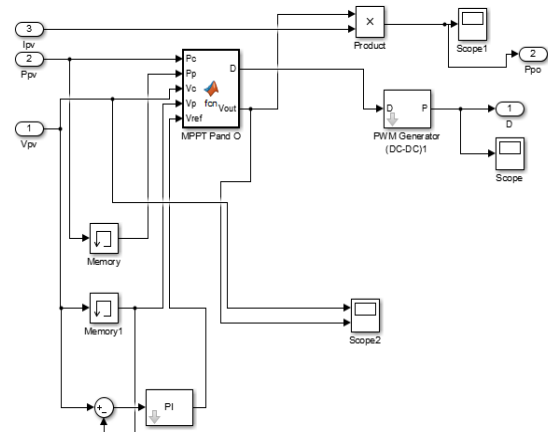 3
Ipv
2
Ppv
1
Vpv
Pc
Pp
Vc
Vp
Vref
D
fcn
Vout
MPPT Pand O
×
Product
Scope1
2
Ppo
D
P
PWM Generator
(DC-DC)1
1
D
Scope
Memory
Memory1
Scope2
+
-
PI